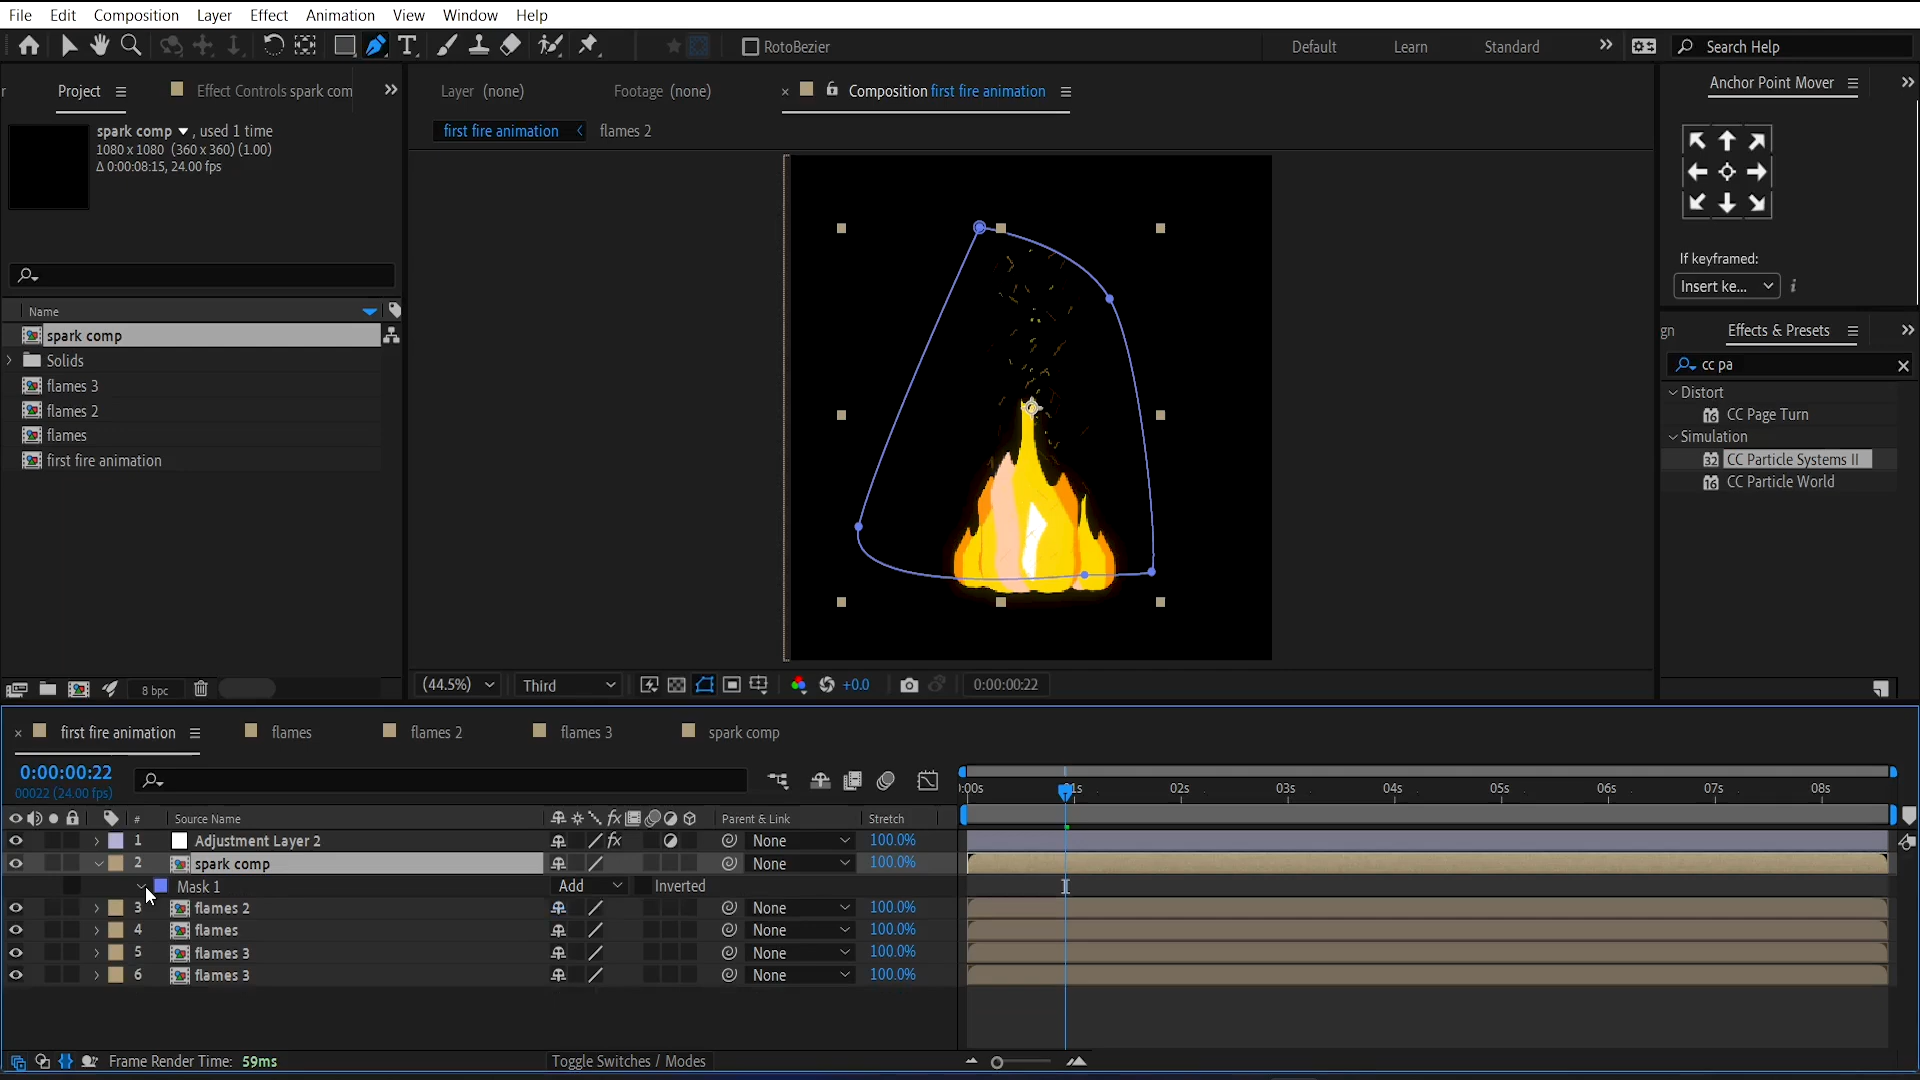 File Edit Composition Layer Effect Animation View Window Help
RotoBezier Default Learn Standard Search Help
Project Effect Controls spark com Layer (none) Footage (none) Composition first fire animation Anchor Point Mover
spark comp , used 1 time
1080 x 1080 (360 x 360) (1.00)
Δ 0:00:08:15, 24.00 fps
first fire animation flames 2
If keyframed:
Insert ke...
Name
spark comp
Solids
flames 3
flames 2
flames
first fire animation
gn Effects & Presets
cc pa
Distort
CC Page Turn
Simulation
CC Particle Systems II
CC Particle World
8 bpc
(44.5%) Third +0.0 0:00:00:22
first fire animation flames flames 2 flames 3 spark comp
0:00:00:22
00022 (24.00 fps)
:00s 01s 02s 03s 04s 05s 06s 07s 08s
# Source Name fx Parent & Link Stretch
1 Adjustment Layer 2 fx None 100.0%
2 spark comp None 100.0%
Mask 1 Add Inverted
3 flames 2 None 100.0%
4 flames None 100.0%
5 flames 3 None 100.0%
6 flames 3 None 100.0%
Frame Render Time: 59ms Toggle Switches / Modes